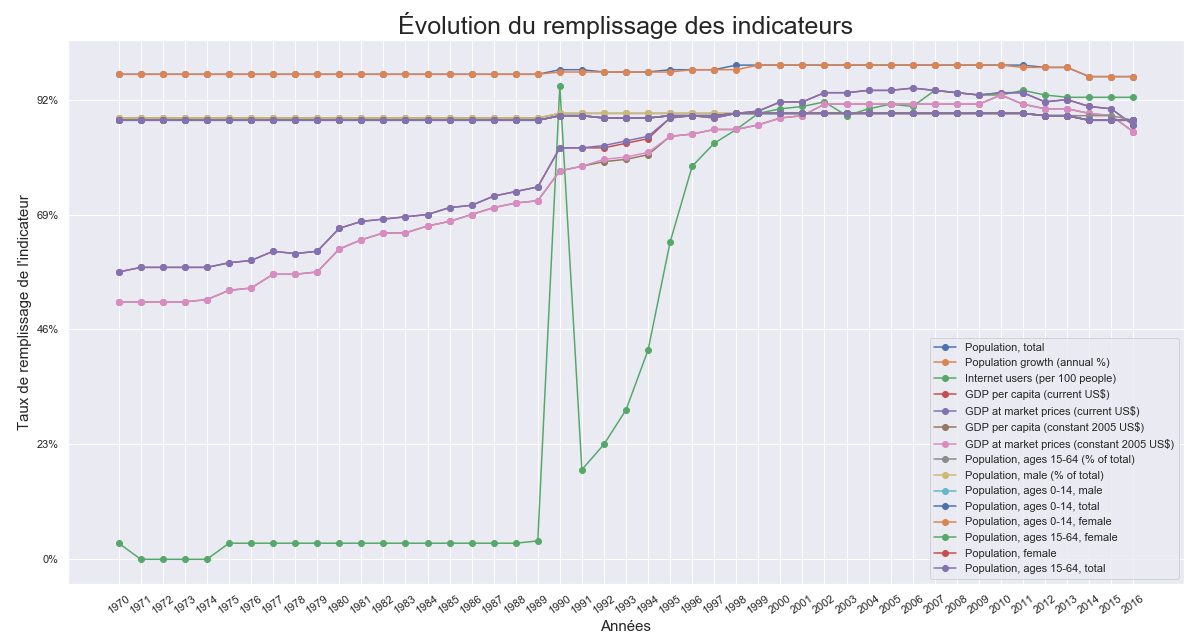 Évolution du remplissage des indicateurs
Taux de remplissage de l'indicateur
92%
69%
46%
23%
0%
Population, total
Population growth (annual %)
Internet users (per 100 people)
GDP per capita (current US$)
GDP at market prices (current US$)
GDP per capita (constant 2005 US$)
GDP at market prices (constant 2005 US$)
Population, ages 15-64 (% of total)
Population, male (% of total)
Population, ages 0-14, male
Population, ages 0-14, total
Population, ages 0-14, female
Population, ages 15-64, female
Population, female
Population, ages 15-64, total
1970 1971 1972 1973 1974 1975 1976 1977 1978 1979 1980 1981 1982 1983 1984 1985 1986 1987 1988 1989 1990 1991 1992 1993 1994 1995 1996 1997 1998 1999 2000 2001 2002 2003 2004 2005 2006 2007 2008 2009 2010 2011 2012 2013 2014 2015 2016
Années